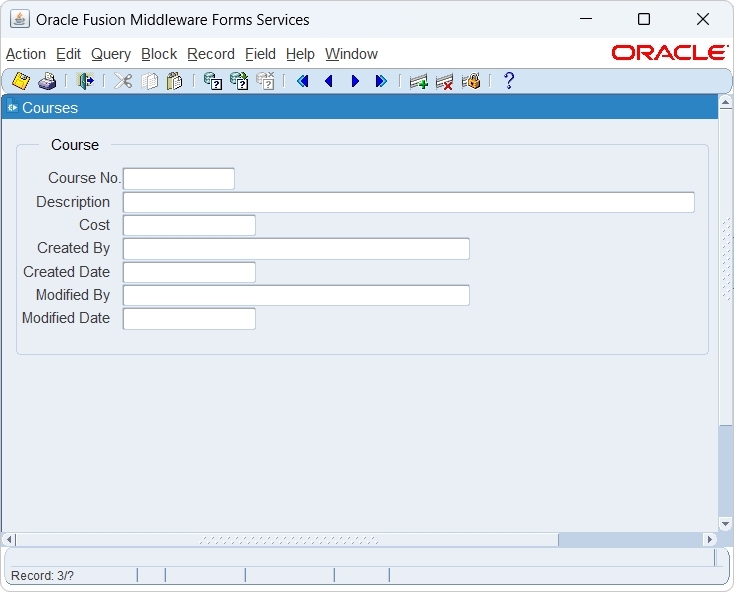 Oracle Fusion Middleware Forms Services
Action Edit Query Block Record Field Help Window ORACLE
Courses
Course
Course No.
Description
Cost
Created By
Created Date
Modified By
Modified Date
Record: 3/?